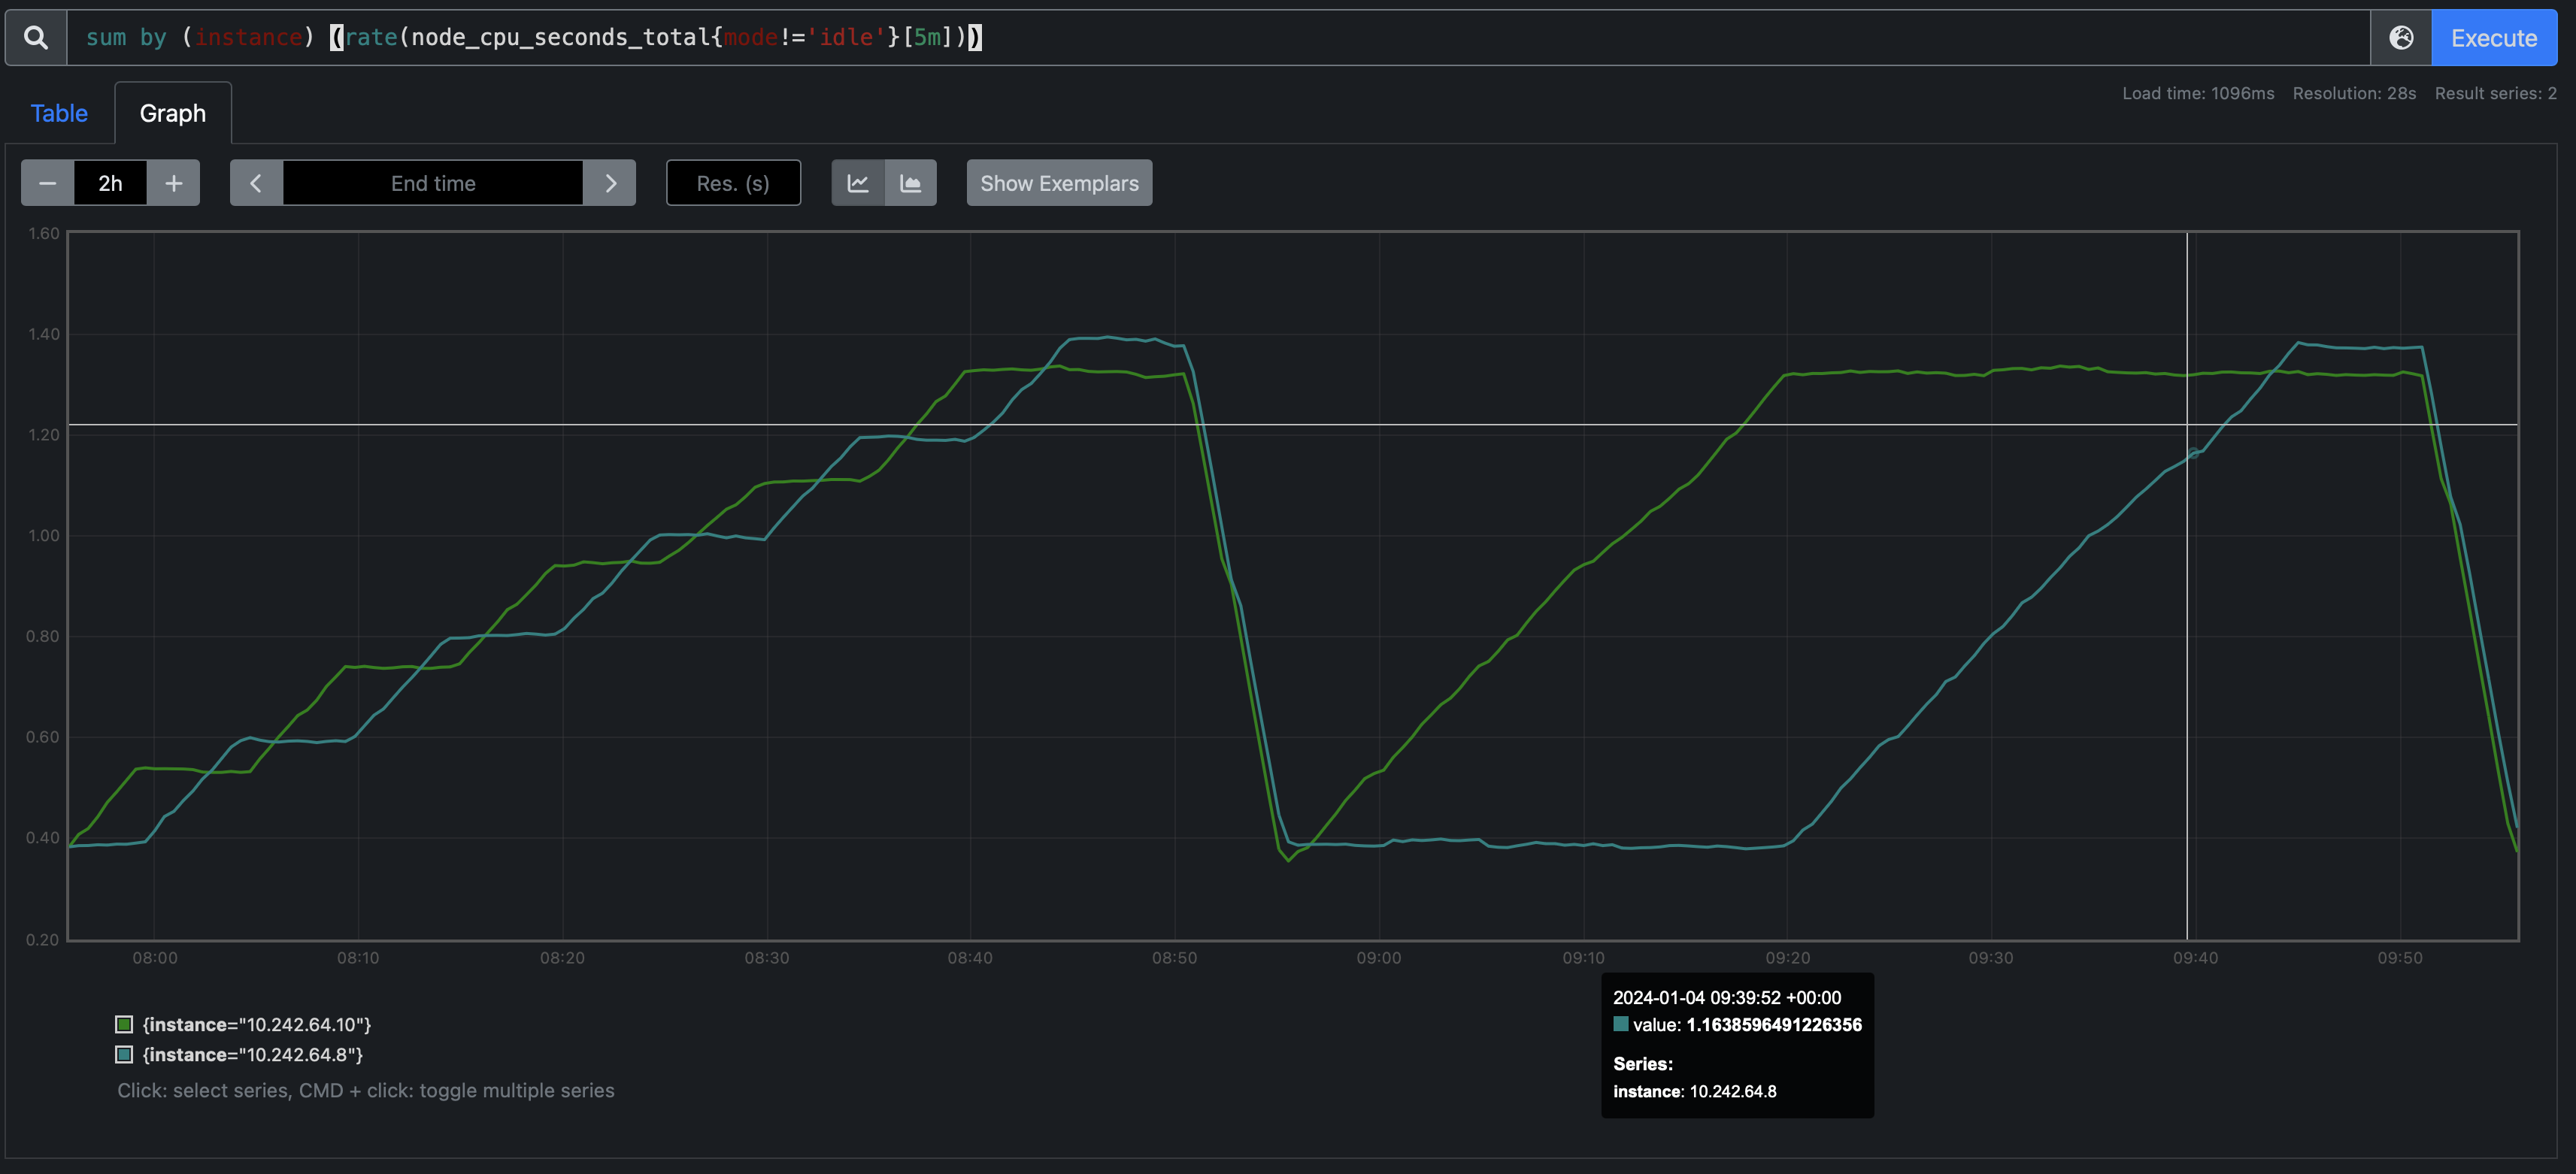 sum by (instance) (rate(node_cpu_seconds_total{mode!='idle'}[5m]))
Execute
Table
Graph
Load time: 1096ms Resolution: 28s Result series: 2
2h
End time
Res. (s)
Show Exemplars
1.60
1.40
1.20
1.00
0.80
0.60
0.40
0.20
08:00 08:10 08:20 08:30 08:40 08:50 09:00 09:10 09:20 09:30 09:40 09:50
2024-01-04 09:39:52 +00:00
value: 1.1638596491226356
Series:
instance: 10.242.64.8
{instance="10.242.64.10"}
{instance="10.242.64.8"}
Click: select series, CMD + click: toggle multiple series